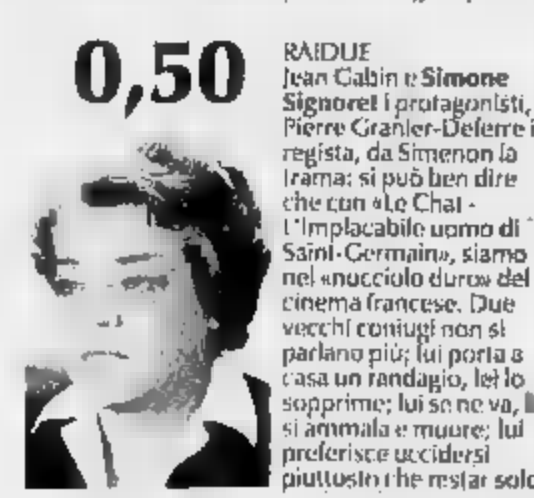 0,50
RAIDUE
Jean Gabin e Simone
Signoret i protagonisti,
Pierre Granier-Deferre i
regista, da Simenon la
trama: si può ben dire
che con «Le Chat -
L'implacabile uomo di
Saint-Germain», siamo
nel «nucciolo duro» del
cinema francese. Due
vecchi coniugi non si
parlano più; lui porta a
casa un randagio, lei lo
sopprime; lui se ne va,
si ammala e muore; lui
preferisce uccidersi
piuttosto che restar solo